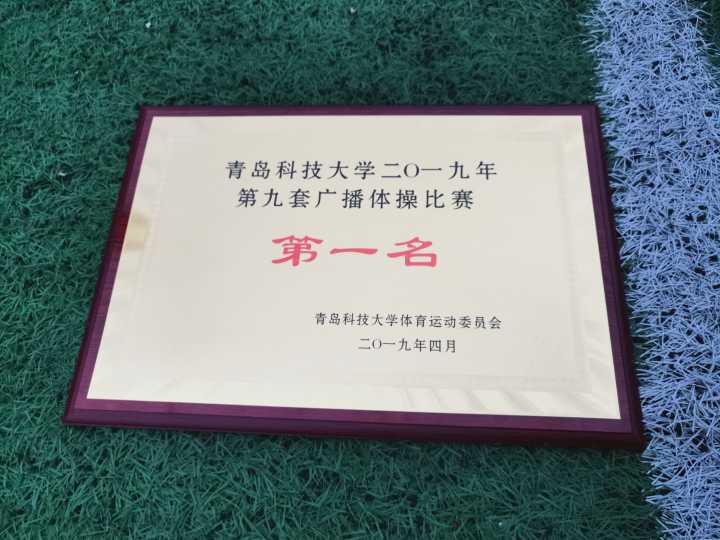 青岛科技大学二〇一九年
第九套广播体操比赛
第一名
青岛科技大学体育运动委员会
二〇一九年四月